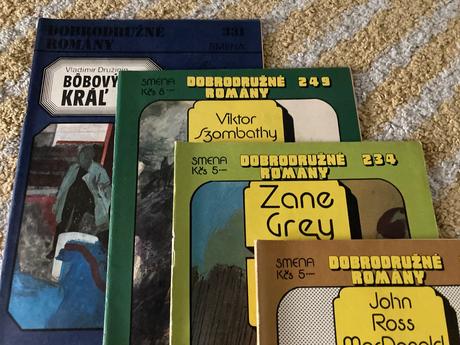 DOBRODRUŽNÉ 331
ROMÁNY SMENA
Vladimír Družinin
BÔBOVÝ
KRÁĽ
SMENA DOBRODRUŽNÉ 249
Kčs 8 ROMÁNY
Viktor
Szombathy
SMENA DOBRODRUŽNÉ 234
Kčs 5 ROMÁNY
Zane
Grey
SMENA DOBRODRUŽNÉ
Kčs 5 ROMÁNY
John
Ross
MacDonald